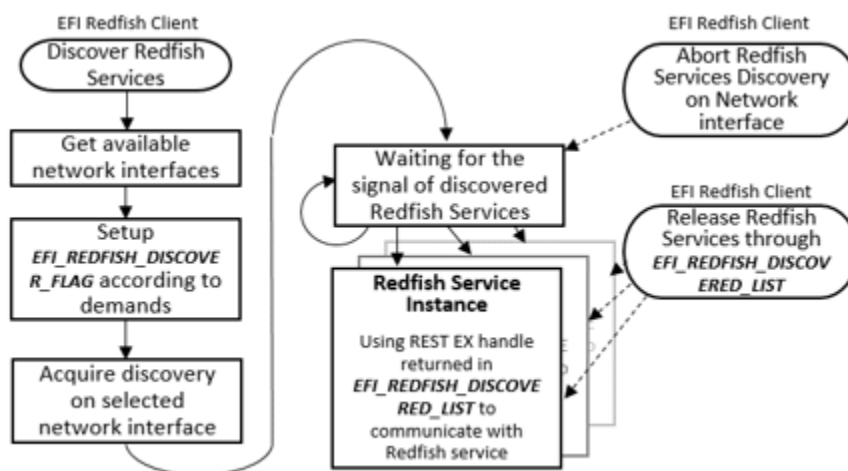 EFI Redfish Client
Discover Redfish
Services
Get available
network interfaces
Setup
EFI_REDFISH_DISCOVE
R_FLAG according to
demands
Acquire discovery
on selected
network interface
Waiting for the
signal of discovered
Redfish Services
Redfish Service
Instance
Using REST EX handle
returned in
EFI_REDFISH_DISCOVE
RED_LIST to
communicate with
Redfish service
EFI Redfish Client
Abort Redfish
Services Discovery
on Network
interface
EFI Redfish Client
Release Redfish
Services through
EFI_REDFISH_DISCOV
ERED_LIST